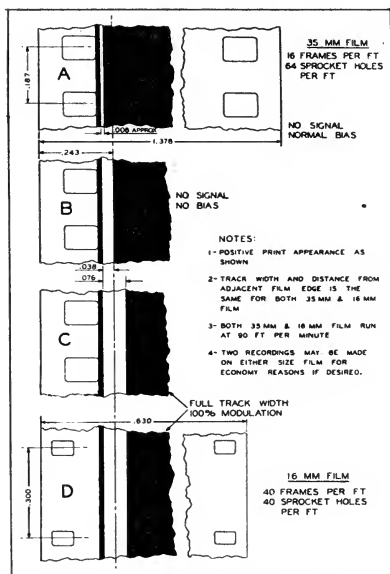 35 MM FILM
16 FRAMES PER FT
64 SPROCKET HOLES
PER FT
A
.187
.008 APPROX
NO SIGNAL
NORMAL BIAS
1.378
.243
B
NO SIGNAL
NO BIAS
.038
.076
NOTES:
1- POSITIVE PRINT APPEARANCE AS
SHOWN
2- TRACK WIDTH AND DISTANCE FROM
ADJACENT FILM EDGE IS THE
SAME FOR BOTH 35 MM & 16 MM
FILM
3- BOTH 35 MM & 16 MM FILM RUN
AT 90 FT PER MINUTE
4- TWO RECORDINGS MAY BE MADE
ON EITHER SIZE FILM FOR
ECONOMY REASONS IF DESIRED.
C
FULL TRACK WIDTH
100% MODULATION
.630
D
.300
16 MM FILM
40 FRAMES PER FT
40 SPROCKET HOLES
PER FT